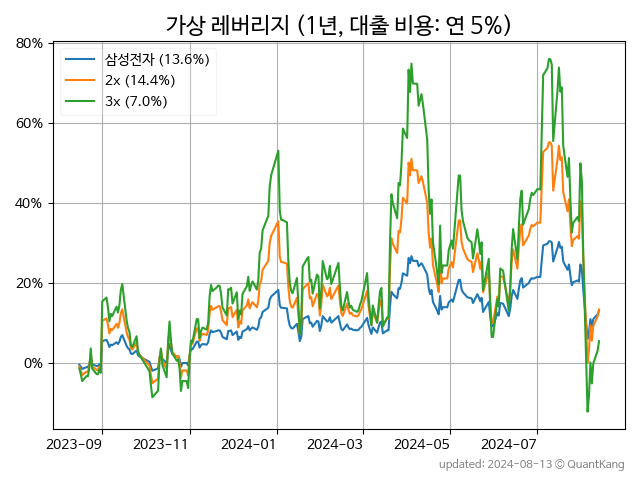 가상 레버리지 (1년, 대출 비용: 연 5%)
80%
60%
40%
20%
0%
삼성전자 (13.6%)
2x (14.4%)
3x (7.0%)
2023-09 2023-11 2024-01 2024-03 2024-05 2024-07
updated: 2024-08-13 © QuantKang